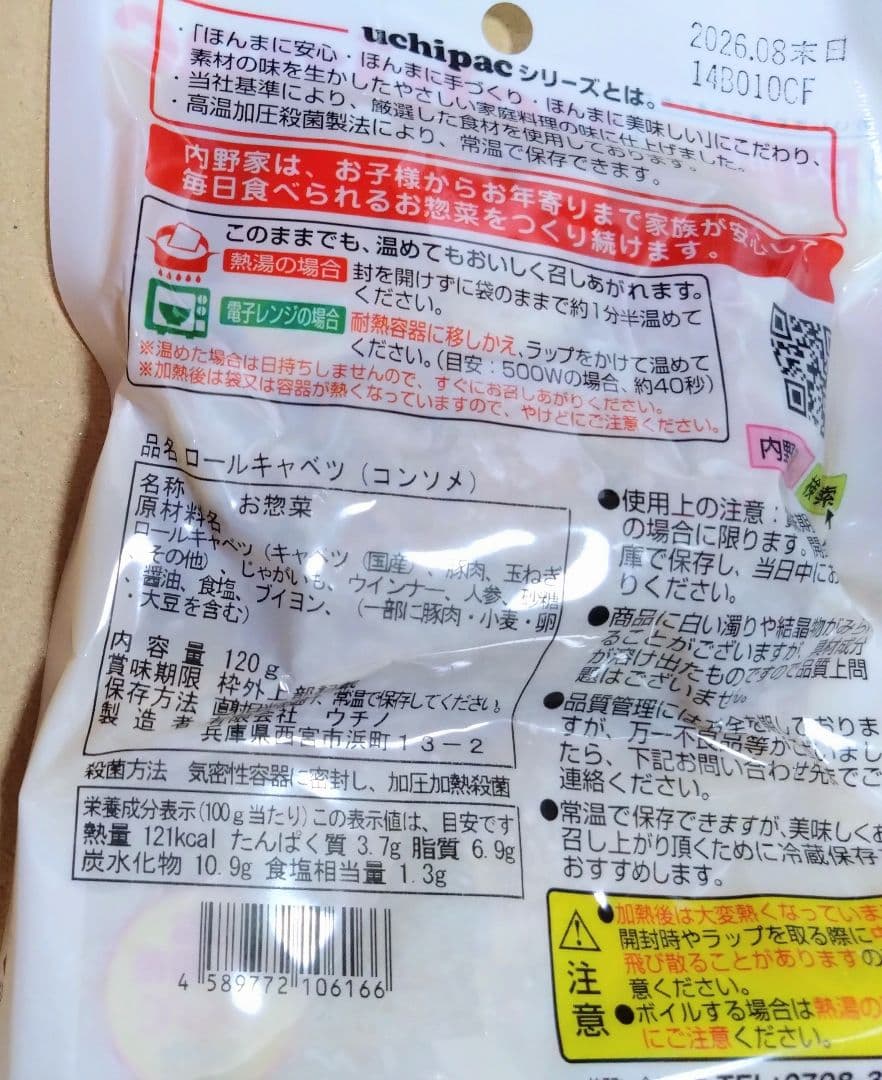 uchipacシリーズとは。
2026.08末日
14B010CF
・「ほんまに安心・ほんまに手づくり・ほんまに美味しい」にこだわり、
素材の味を生かしたやさしい家庭料理の味に仕上げました。
・当社基準により、厳選した食材を使用しております。
・高温加圧殺菌製法により、常温で保存できます。
内野家は、お子様からお年寄りまで家族が安心して
毎日食べられるお惣菜をつくり続けます。
このままでも、温めてもおいしく召しあがれます。
熱湯の場合 封を開けずに袋のままで約1分半温めて
ください。
電子レンジの場合 耐熱容器に移しかえ、ラップをかけて温めて
ください。(目安:500Wの場合、約40秒)
※温めた場合は日持ちしませんので、すぐにお召しあがりください。
※加熱後は袋又は容器が熱くなっていますので、やけどにご注意ください。
内野
検索
品名 ロールキャベツ(コンソメ)
名称 お惣菜
原材料名
ロールキャベツ(キャベツ(国産)、豚肉、玉ねぎ
、その他)、じゃがいも、ウインナー、人参、砂糖
、醤油、食塩、ブイヨン、(一部に豚肉・小麦・卵
・大豆を含む)
内容量 120g
賞味期限 枠外上部
保存方法 常温で保存してください。
製造者 有限会社 ウチノ
兵庫県西宮市浜町13-2
殺菌方法 気密性容器に密封し、加圧加熱殺菌
栄養成分表示(100g当たり)この表示値は、目安です
熱量 121kcal たんぱく質 3.7g 脂質 6.9g
炭水化物 10.9g 食塩相当量 1.3g
4 589772 106166
●使用上の注意:
の場合に限ります。
庫で保存し、当日中にお
りください。
●商品に白い濁りや結晶物がみら
ることがございますが、
が溶け出たものですので品質上問
題はございません。
●品質管理には
すが、万一不良品等がございまし
たら、下記お問い合わせ先までご
連絡ください。
●常温で保存できますが、美味しくお
召し上がり頂くために冷蔵保存
おすすめします。
注意
●加熱後は大変熱くなっていま
開封時やラップを取る際に
飛び散ることがありますの
意ください。
●ボイルする場合は熱湯の
にご注意ください。